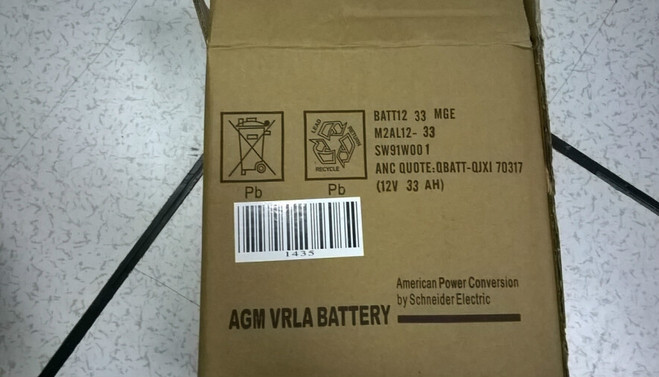 BATT12 33 MGE
M2AL12- 33
SW91W001
ANC QUOTE:QBATT-QJXI 70317
(12V 33 AH)
LEAD RETURN RECYCLE
Pb
Pb
1435
American Power Conversion
by Schneider Electric
AGM VRLA BATTERY